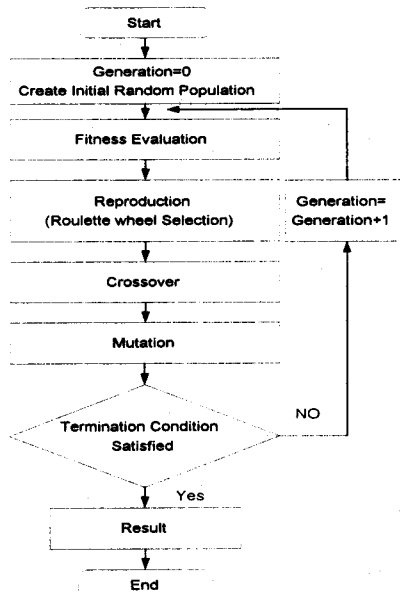 Start
Generation=0
Create Initial Random Population
Fitness Evaluation
Reproduction
(Roulette wheel Selection)
Generation=
Generation+1
Crossover
Mutation
Termination Condition
Satisfied
NO
Yes
Result
End